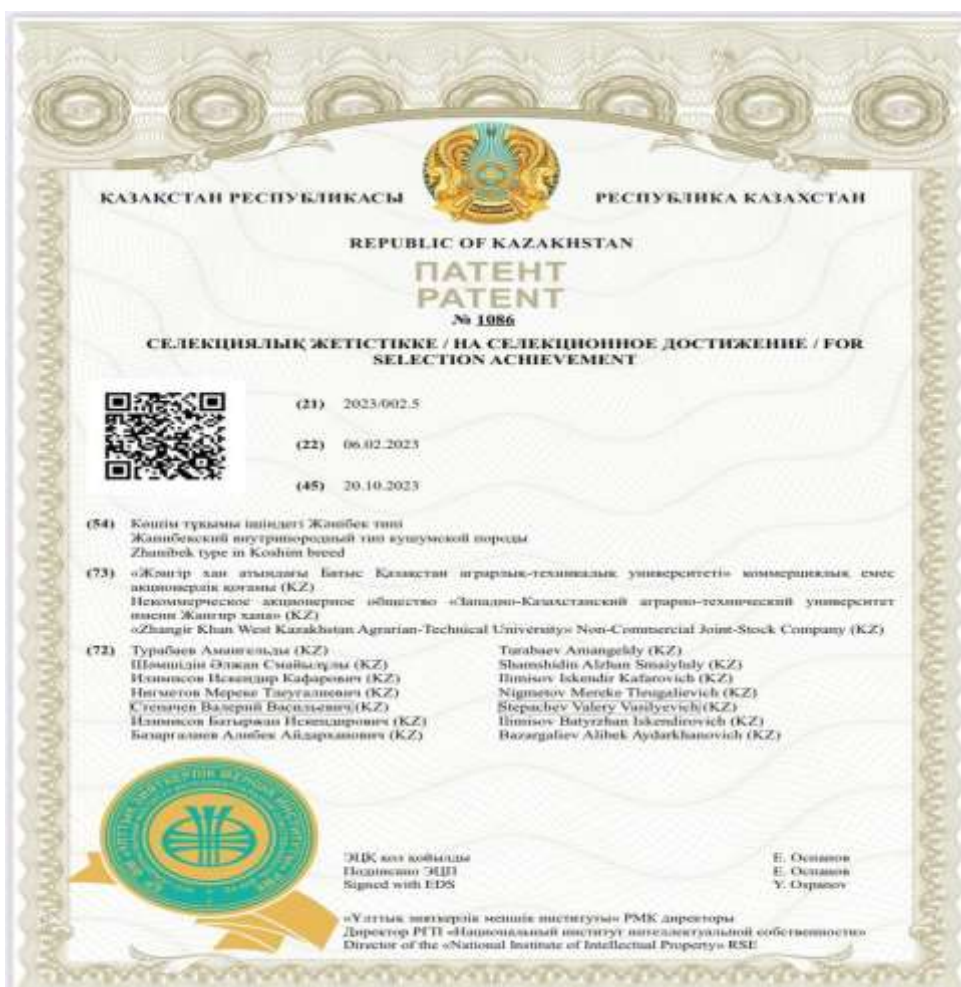 ҚАЗАҚСТАН РЕСПУБЛИКАСЫ
РЕСПУБЛИКА КАЗАХСТАН
REPUBLIC OF KAZAKHSTAN
ПАТЕНТ
PATENT
№ 1086
СЕЛЕКЦИЯЛЫҚ ЖЕТІСТІККЕ / НА СЕЛЕКЦИОННОЕ ДОСТИЖЕНИЕ / FOR
SELECTION ACHIEVEMENT
(21) 2023/002.5
(22) 06.02.2023
(45) 20.10.2023
(54) Көшім тұқымы ішіндегі Жәнібек типі
Жанибекский внутрипородный тип кушумской породы
Zhanibek type in Koshim breed
(73) «Жәңгір хан атындағы Батыс Қазақстан аграрлық-техникалық университеті» коммерциялық емес
акционерлік қоғамы (KZ)
Некоммерческое акционерное общество «Западно-Казахстанский аграрно-технический университет
имени Жангир хана» (KZ)
«Zhangir Khan West Kazakhstan Agrarian-Technical University» Non-Commercial Joint-Stock Company (KZ)
(72) Турабаев Амангельды (KZ)
Шәмшідін Әлжан Смайылұлы (KZ)
Илимисов Искендир Кафарович (KZ)
Нигметов Мереке Тлеугалиевич (KZ)
Степачев Валерий Васильевич (KZ)
Илимисов Батыржан Искендирович (KZ)
Базаргалиев Алибек Айдарханович (KZ)
Turabaev Amangeldy (KZ)
Shamshidin Alzhan Smaiyluly (KZ)
Ilimisov Iskendir Kafarovich (KZ)
Nigmetov Mereke Tleugalievich (KZ)
Stepachev Valery Vasilyevich (KZ)
Ilimisov Batyrzhan Iskendirovich (KZ)
Bazargaliev Alibek Aydarkhanovich (KZ)
ЭЦҚ қол қойылды
Подписано ЭЦП
Signed with EDS
Е. Оспанов
Е. Оспанов
Y. Ospanov
«Ұлттық зияткерлік меншік институты» РМК директоры
Директор РГП «Национальный институт интеллектуальной собственности»
Director of the «National Institute of Intellectual Property» RSE